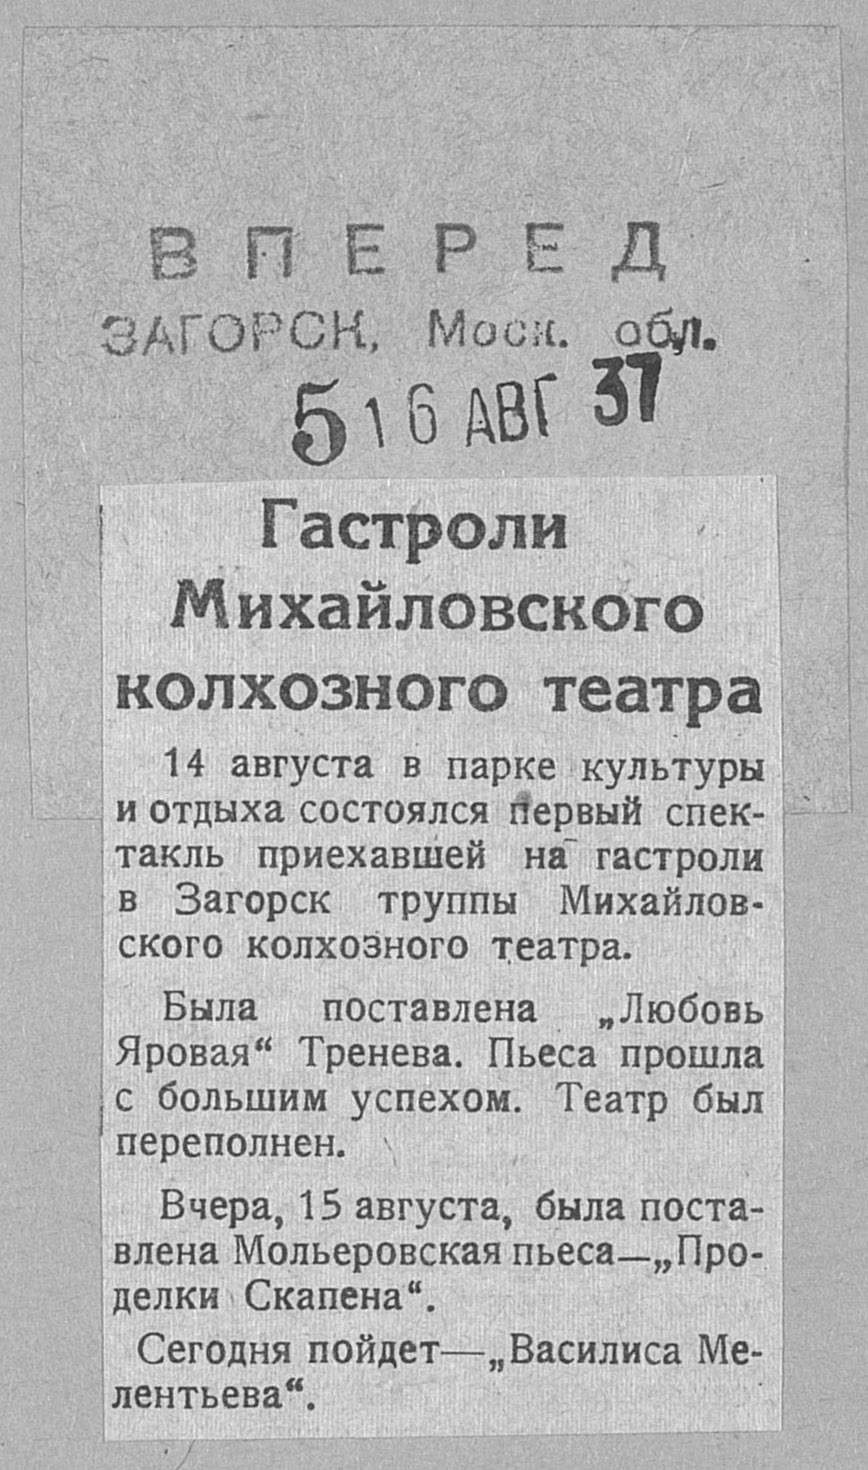 ВПЕРЕД
ЗАГОРСК, Моск. обл.
5 16 АВГ 37
Гастроли
Михайловского
колхозного театра
14 августа в парке культуры
и отдыха состоялся первый спек-
такль приехавшей на гастроли
в Загорск труппы Михайлов-
ского колхозного театра.
Была поставлена „Любовь
Яровая“ Тренева. Пьеса прошла
с большим успехом. Театр был
переполнен.
Вчера, 15 августа, была поста-
влена Мольеровская пьеса—„Про-
делки Скапена“.
Сегодня пойдет—„Василиса Ме-
лентьева“.